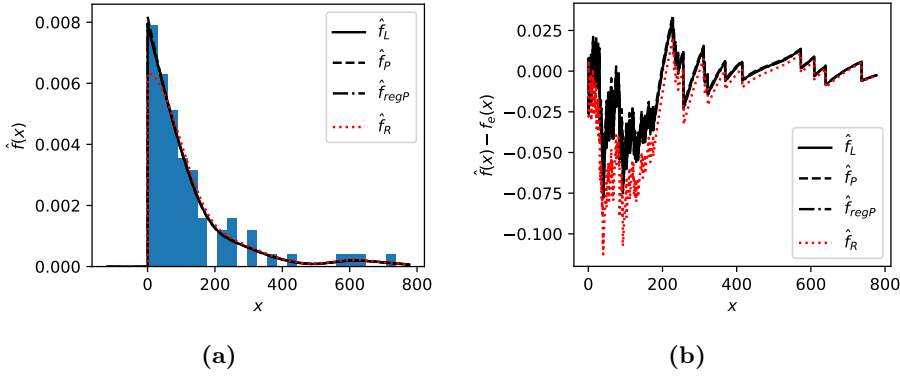 0.008
0.006
0.004
0.002
0.000
f̂(x)
0 200 400 600 800
x
f̂_L
f̂_P
f̂_{regP}
f̂_R
(a)
0.025
0.000
−0.025
−0.050
−0.075
−0.100
f̂(x) − f_e(x)
0 200 400 600 800
x
f̂_L
f̂_P
f̂_{regP}
f̂_R
(b)